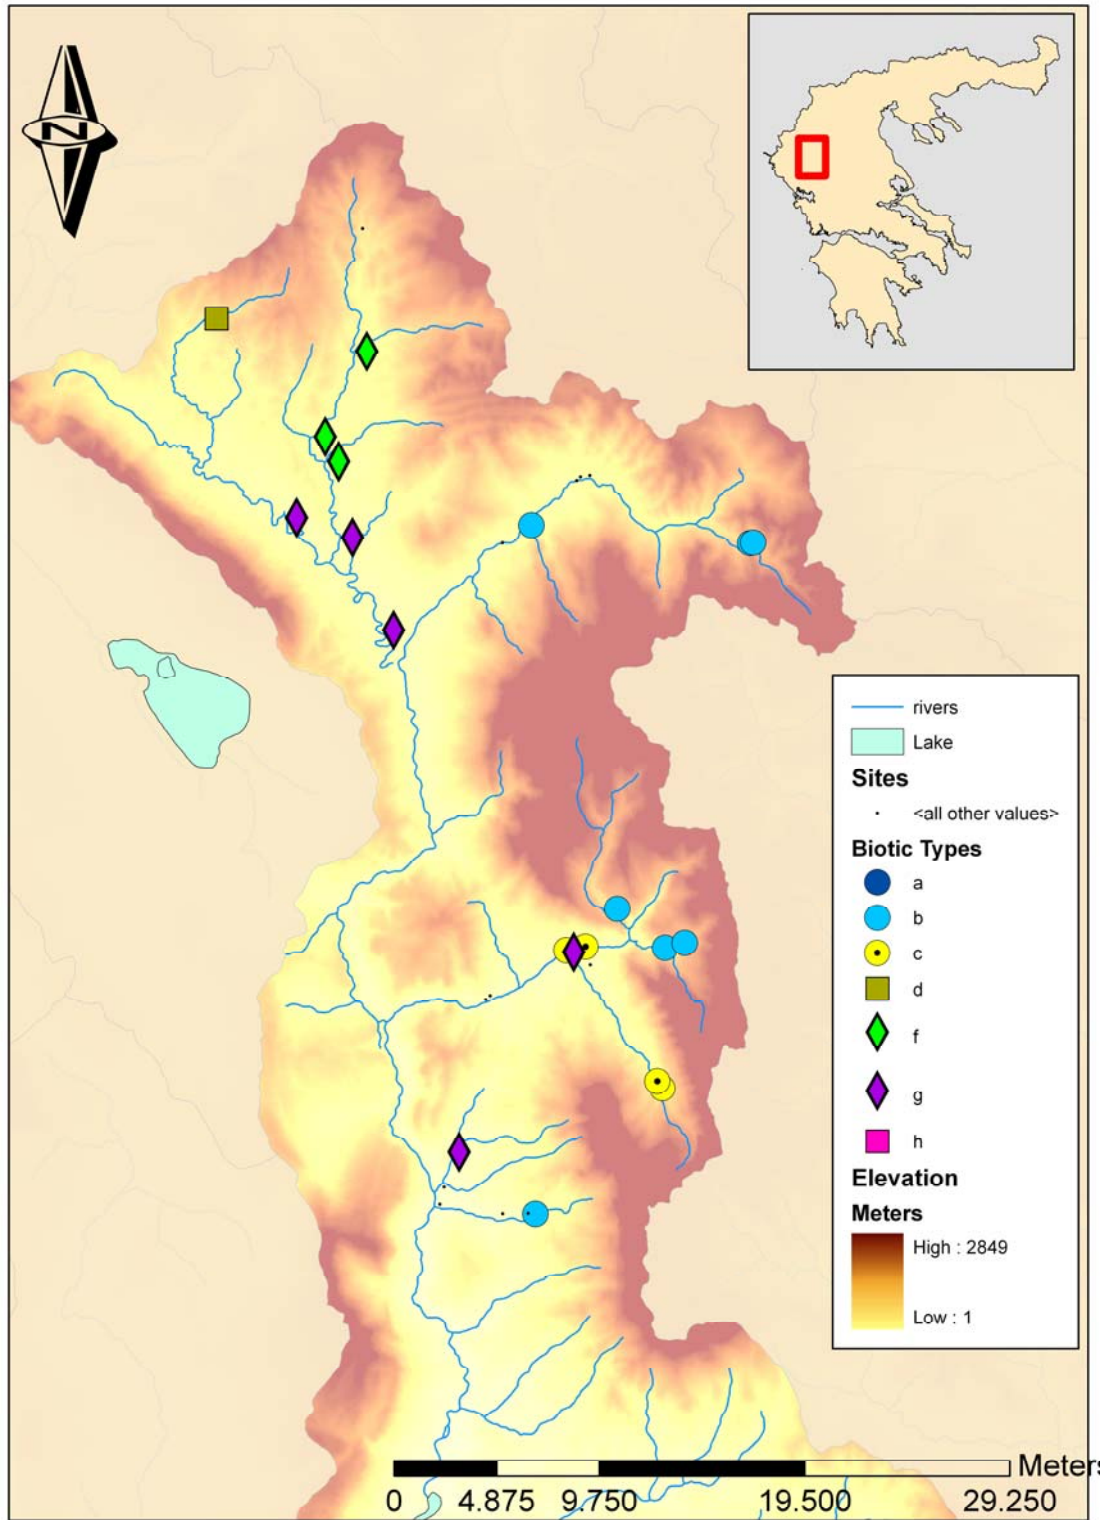 N
rivers
Lake
Sites
<all other values>
Biotic Types
a
b
c
d
f
g
h
Elevation
Meters
High : 2849
Low : 1
Meters
0 4.875 9.750 19.500 29.250